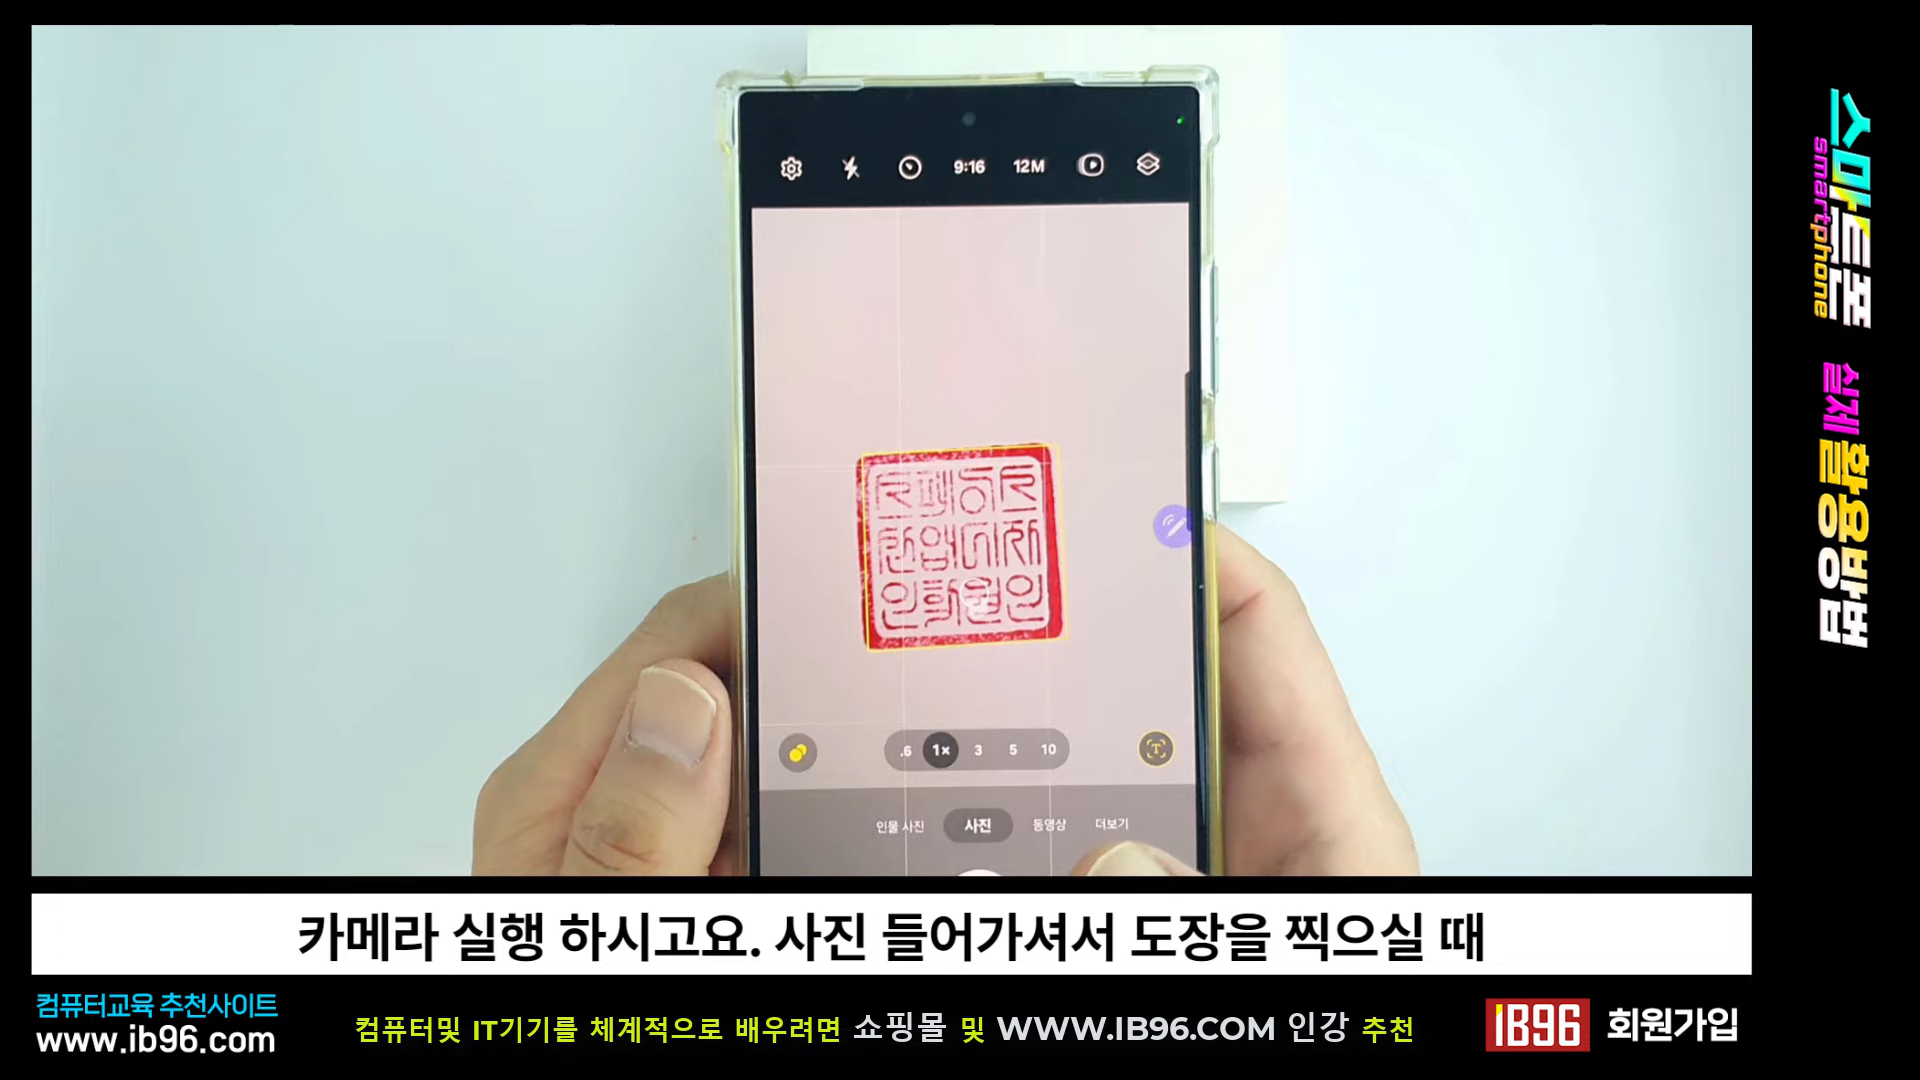 9:16
12M
.6
1×
3
5
10
T
인물 사진
사진
동영상
더보기
스마트폰
smartphone
실제 활용방법
카메라 실행 하시고요. 사진 들어가셔서 도장을 찍으실 때
컴퓨터교육 추천사이트
www.ib96.com
컴퓨터및 IT기기를 체계적으로 배우려면 쇼핑몰 및 WWW.IB96.COM 인강 추천
IB96
회원가입